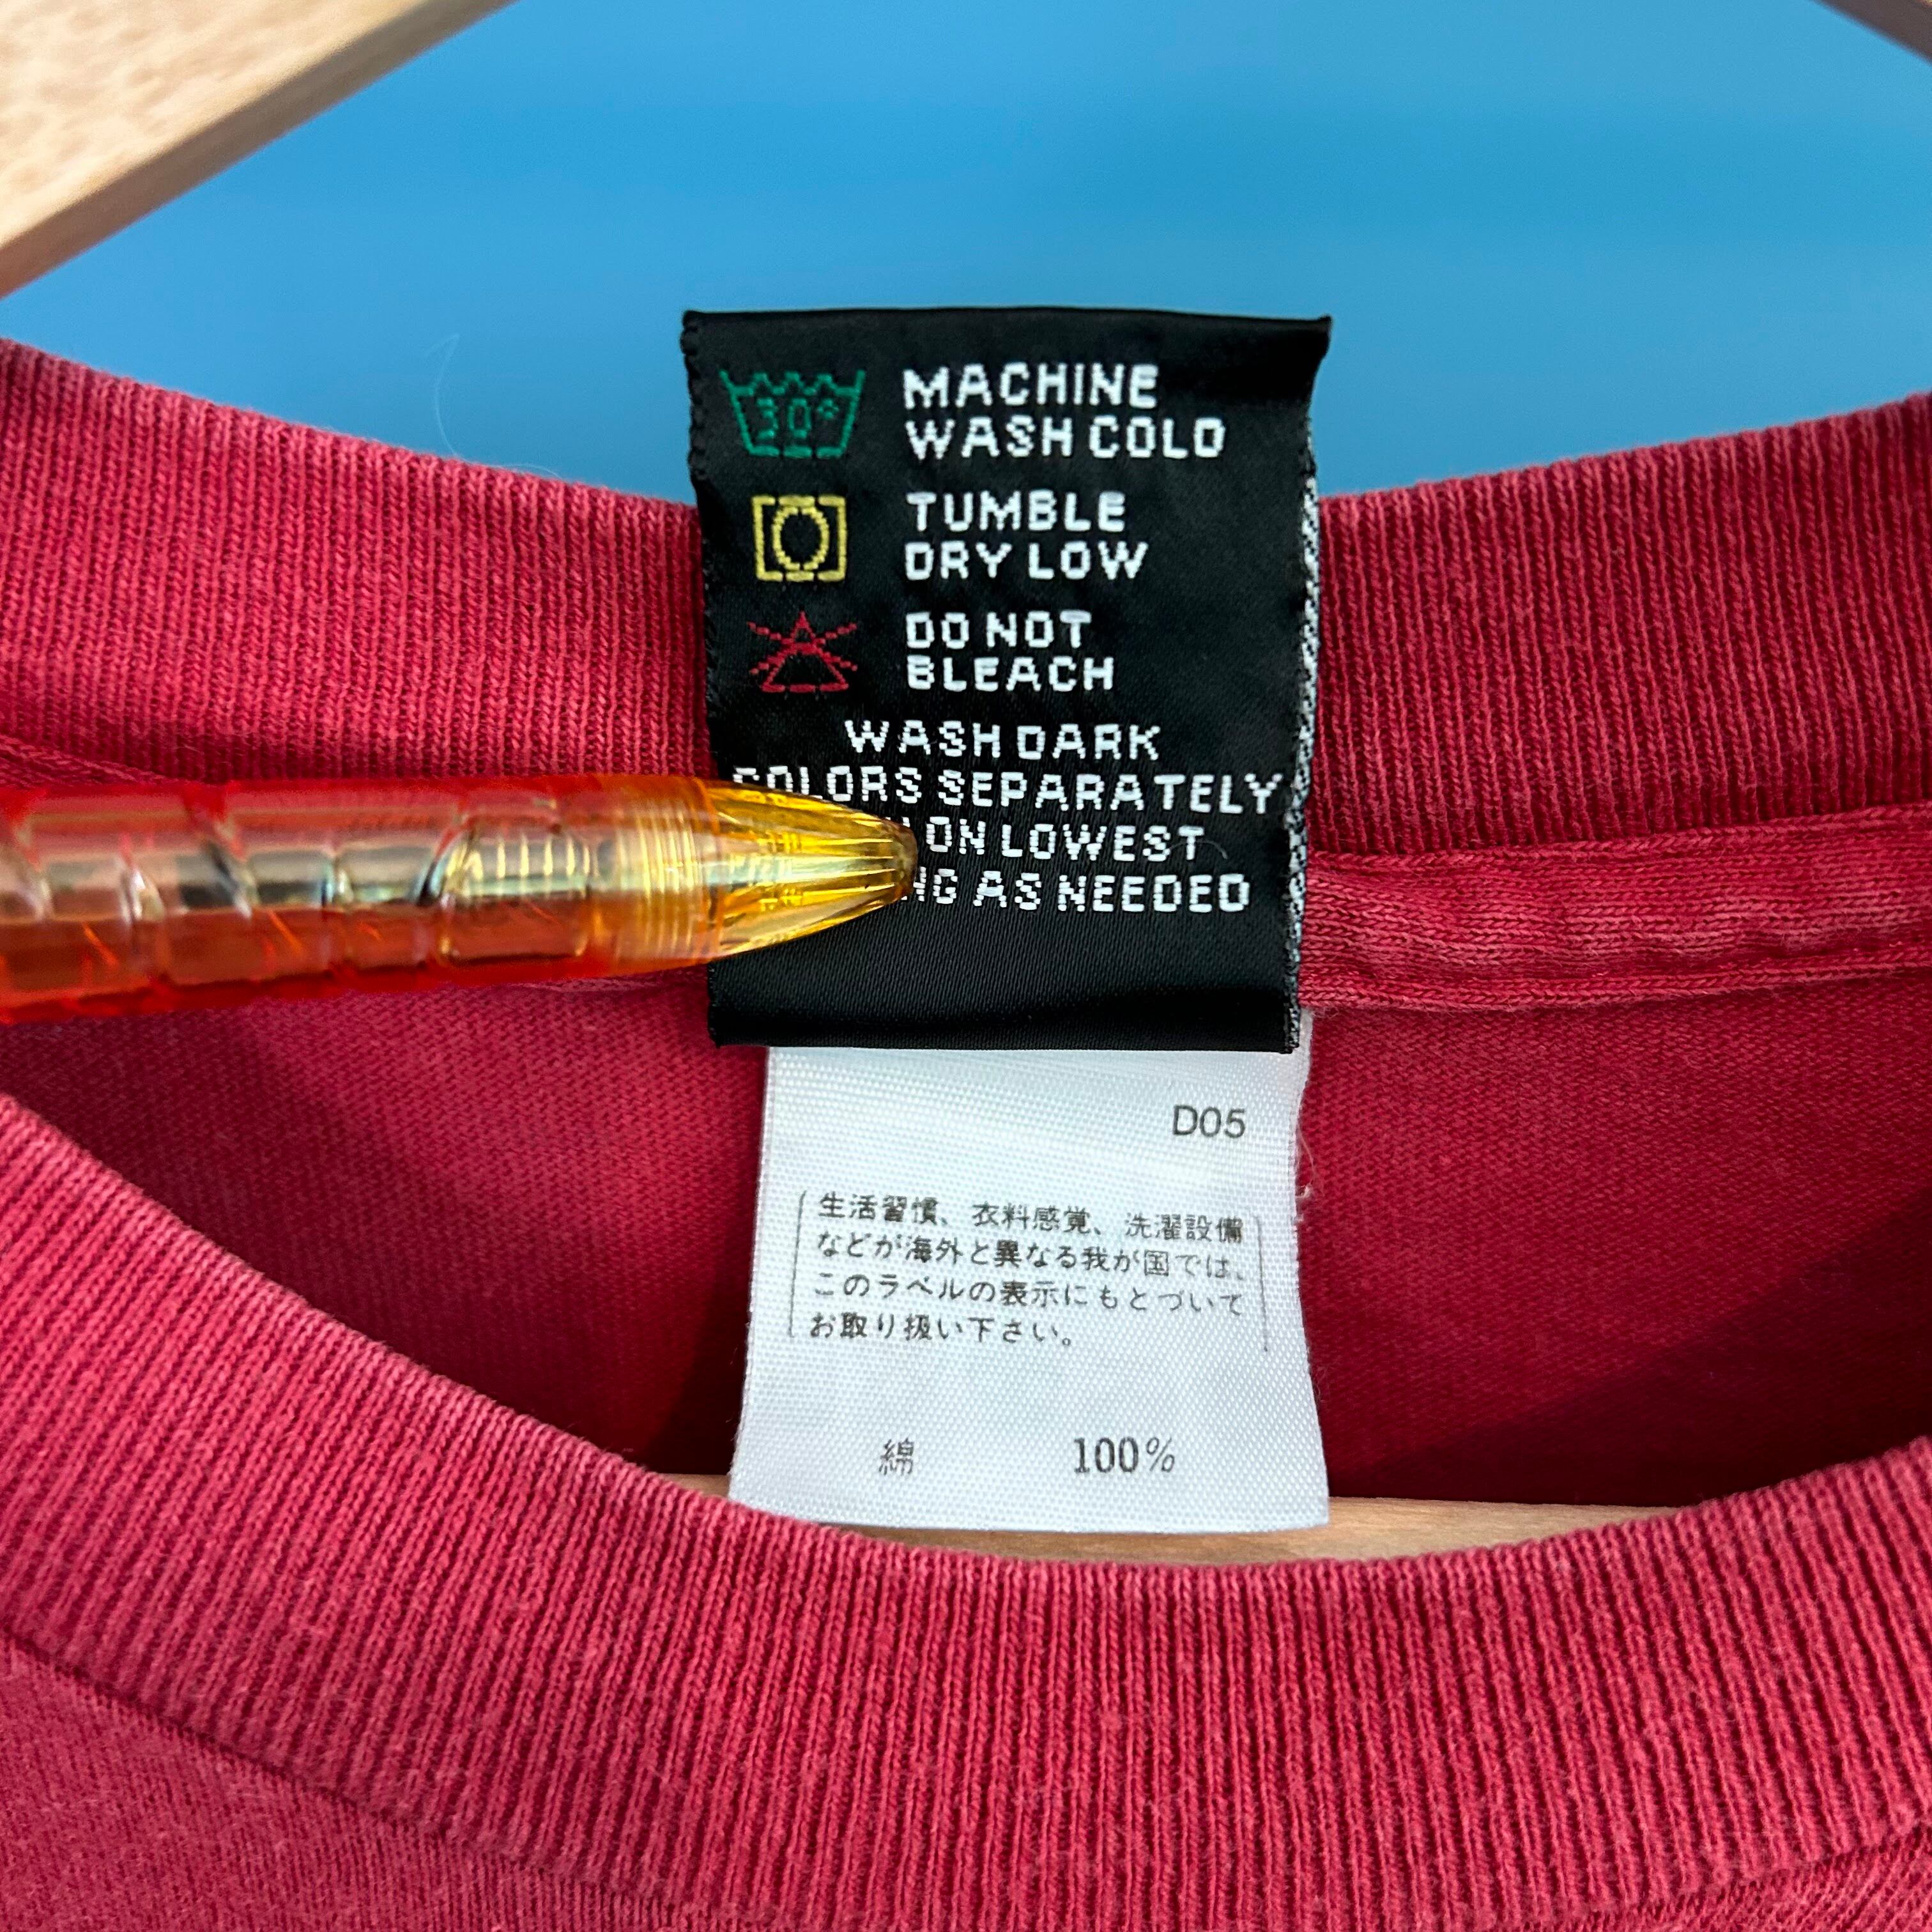 30°
MACHINE
WASH COLD
TUMBLE
DRY LOW
DO NOT
BLEACH
WASH DARK
COLORS SEPARATELY
ON LOWEST
AS NEEDED
D05
生活習慣、衣料感覚、洗濯設備
などが海外と異なる我が国では、
このラベルの表示にもとづいて
お取り扱い下さい。
綿 100%